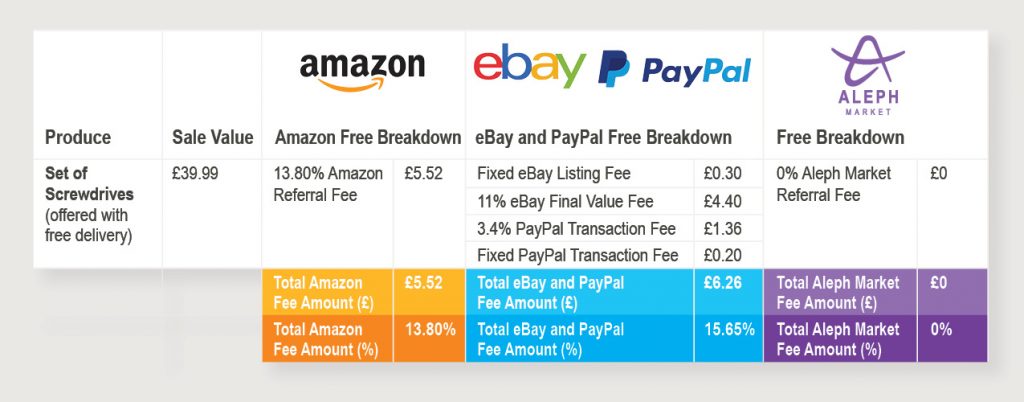 amazon
ebay
PayPal
ALEPH
MARKET
Produce
Sale Value
Amazon Free Breakdown
eBay and PayPal Free Breakdown
Free Breakdown
Set of
Screwdrives
(offered with
free delivery)
£39.99
13.80% Amazon
Referral Fee
£5.52
Fixed eBay Listing Fee
£0.30
11% eBay Final Value Fee
£4.40
3.4% PayPal Transaction Fee
£1.36
Fixed PayPal Transaction Fee
£0.20
0% Aleph Market
Referral Fee
£0
Total Amazon
Fee Amount (£)
£5.52
Total eBay and PayPal
Fee Amount (£)
£6.26
Total Aleph Market
Fee Amount (£)
£0
Total Amazon
Fee Amount (%)
13.80%
Total eBay and PayPal
Fee Amount (%)
15.65%
Total Aleph Market
Fee Amount (%)
0%